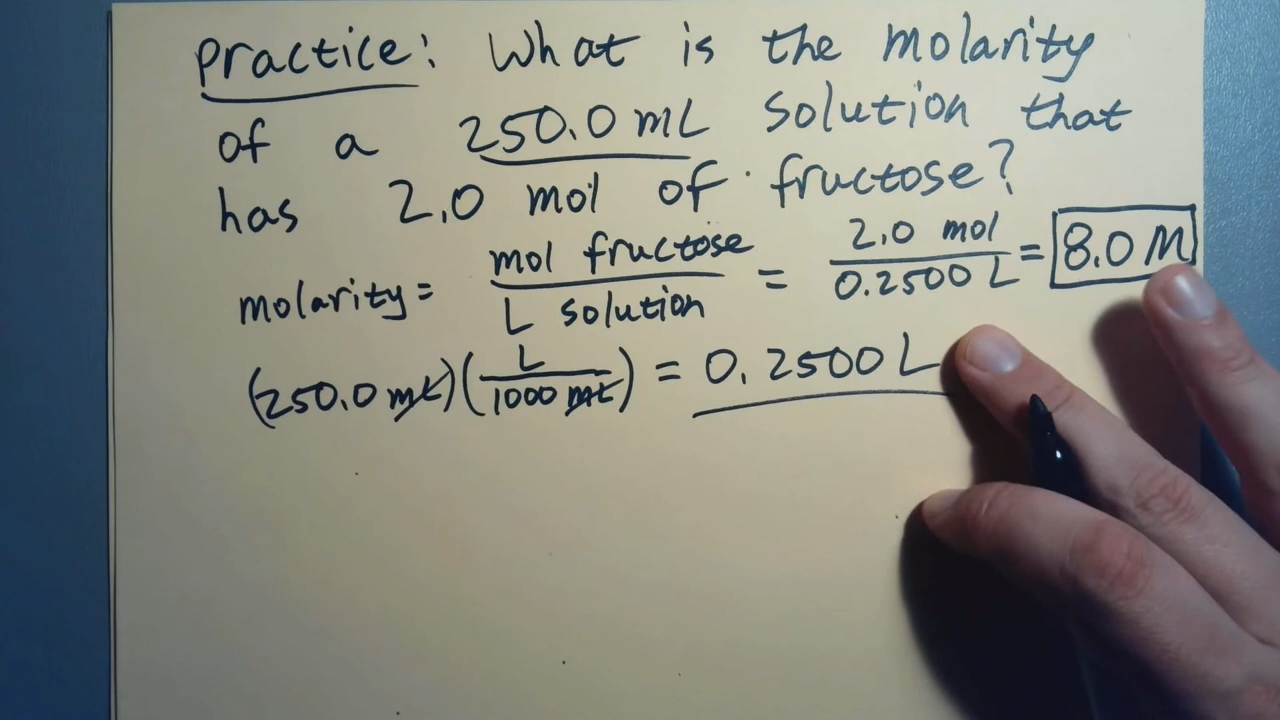 Practice: What is the molarity
of a 250.0 mL solution that
has 2.0 mol of fructose?
molarity = mol fructose / L solution = 2.0 mol / 0.2500 L = 8.0 M
(250.0 mL)(L / 1000 mL) = 0.2500 L